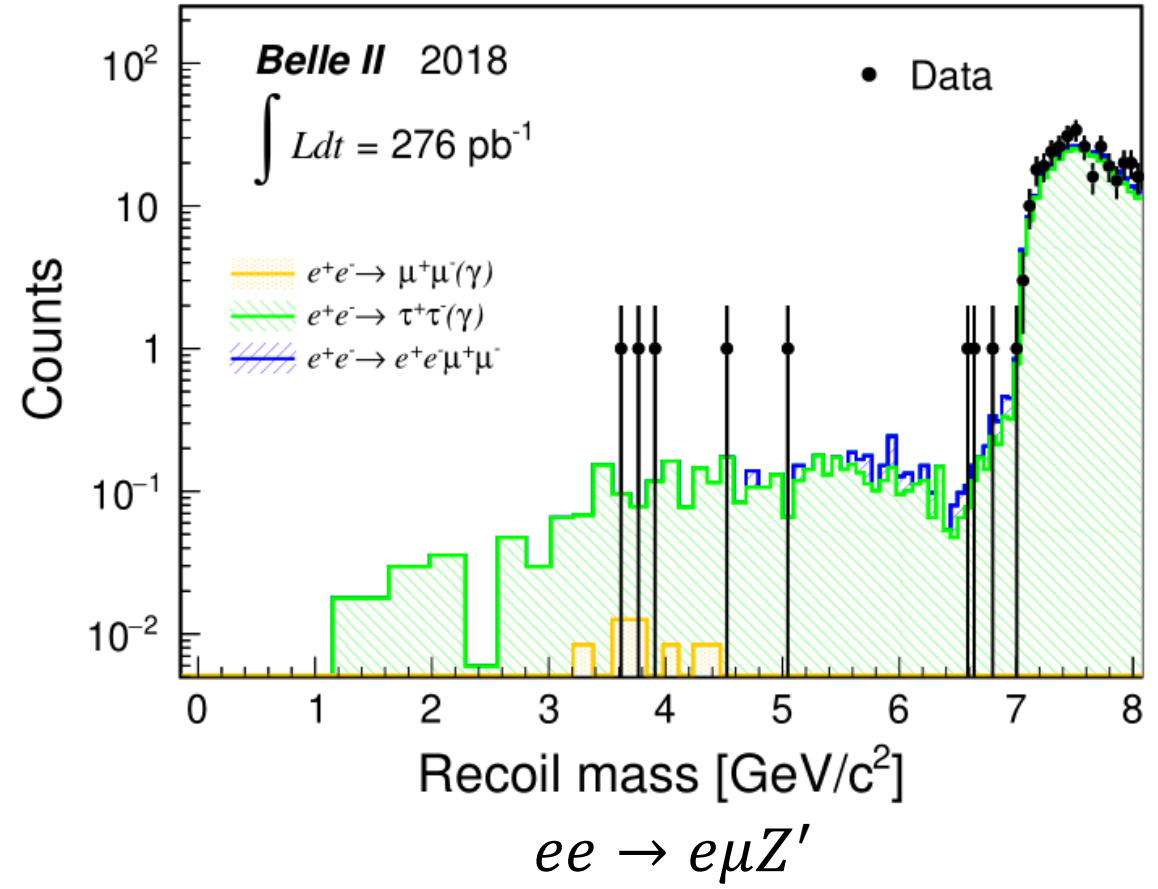 Belle II 2018
∫ Ldt = 276 pb⁻¹
Data
e⁺e⁻→ μ⁺μ⁻(γ)
e⁺e⁻→ τ⁺τ⁻(γ)
e⁺e⁻→ e⁺e⁻μ⁺μ⁻
Counts
10²
10
1
10⁻¹
10⁻²
0 1 2 3 4 5 6 7 8
Recoil mass [GeV/c²]
ee → eμZ′